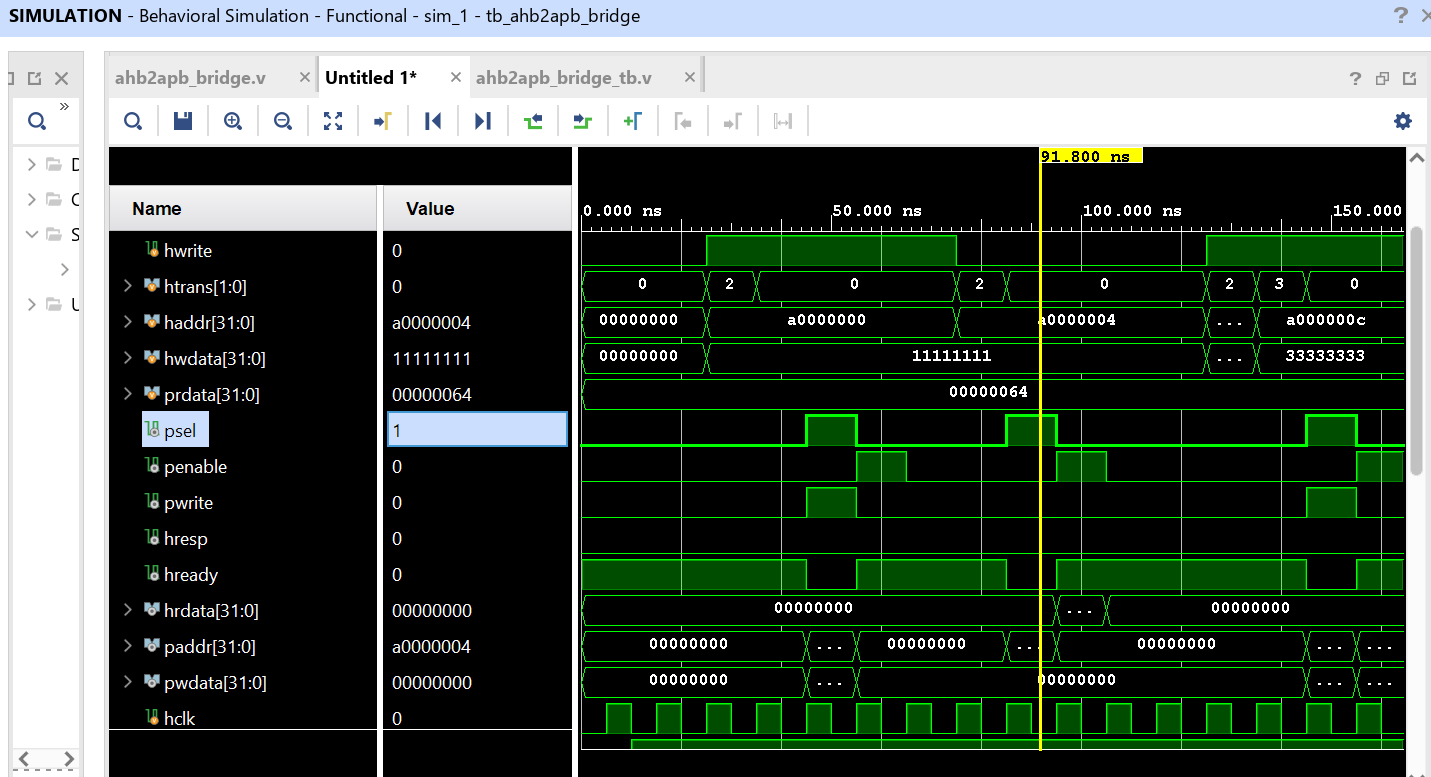 SIMULATION - Behavioral Simulation - Functional - sim_1 - tb_ahb2apb_bridge ?
ahb2apb_bridge.v Untitled 1* ahb2apb_bridge_tb.v ?
»
91.800 ns
Name Value 0.000 ns 50.000 ns 100.000 ns 150.000
D
C
S
U
hwrite 0
htrans[1:0] 0 0 2 0 2 0 2 3 0
haddr[31:0] a0000004 00000000 a0000000 a0000004 ... a000000c
hwdata[31:0] 11111111 00000000 11111111 ... 33333333
prdata[31:0] 00000064 00000064
psel 1
penable 0
pwrite 0
hresp 0
hready 0
hrdata[31:0] 00000000 00000000 ... 00000000
paddr[31:0] a0000004 00000000 ... 00000000 ... 00000000 ... ...
pwdata[31:0] 00000000 00000000 ... 00000000 ... ...
hclk 0